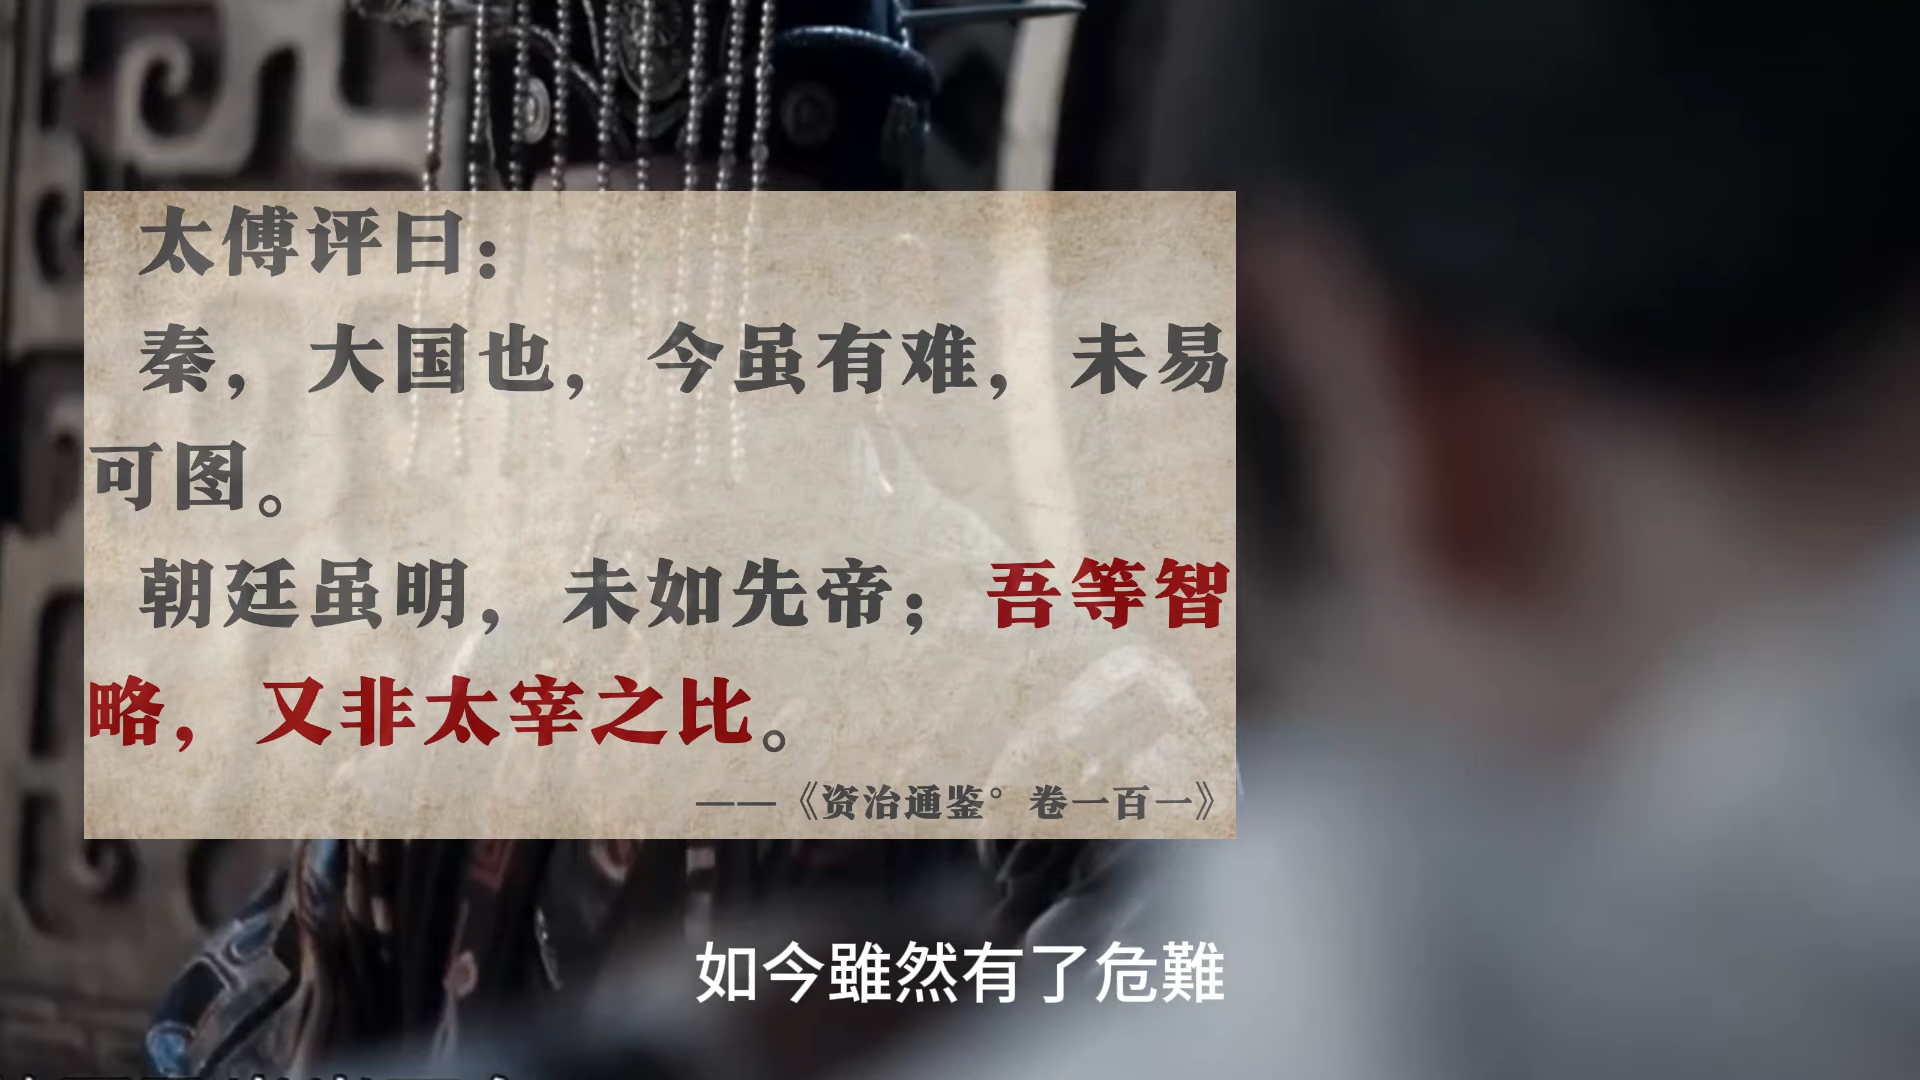 太傅评曰：
秦，大国也，今虽有难，未易
可图。
朝廷虽明，未如先帝；吾等智
略，又非太宰之比。
——《资治通鉴°卷一百一》
如今雖然有了危難